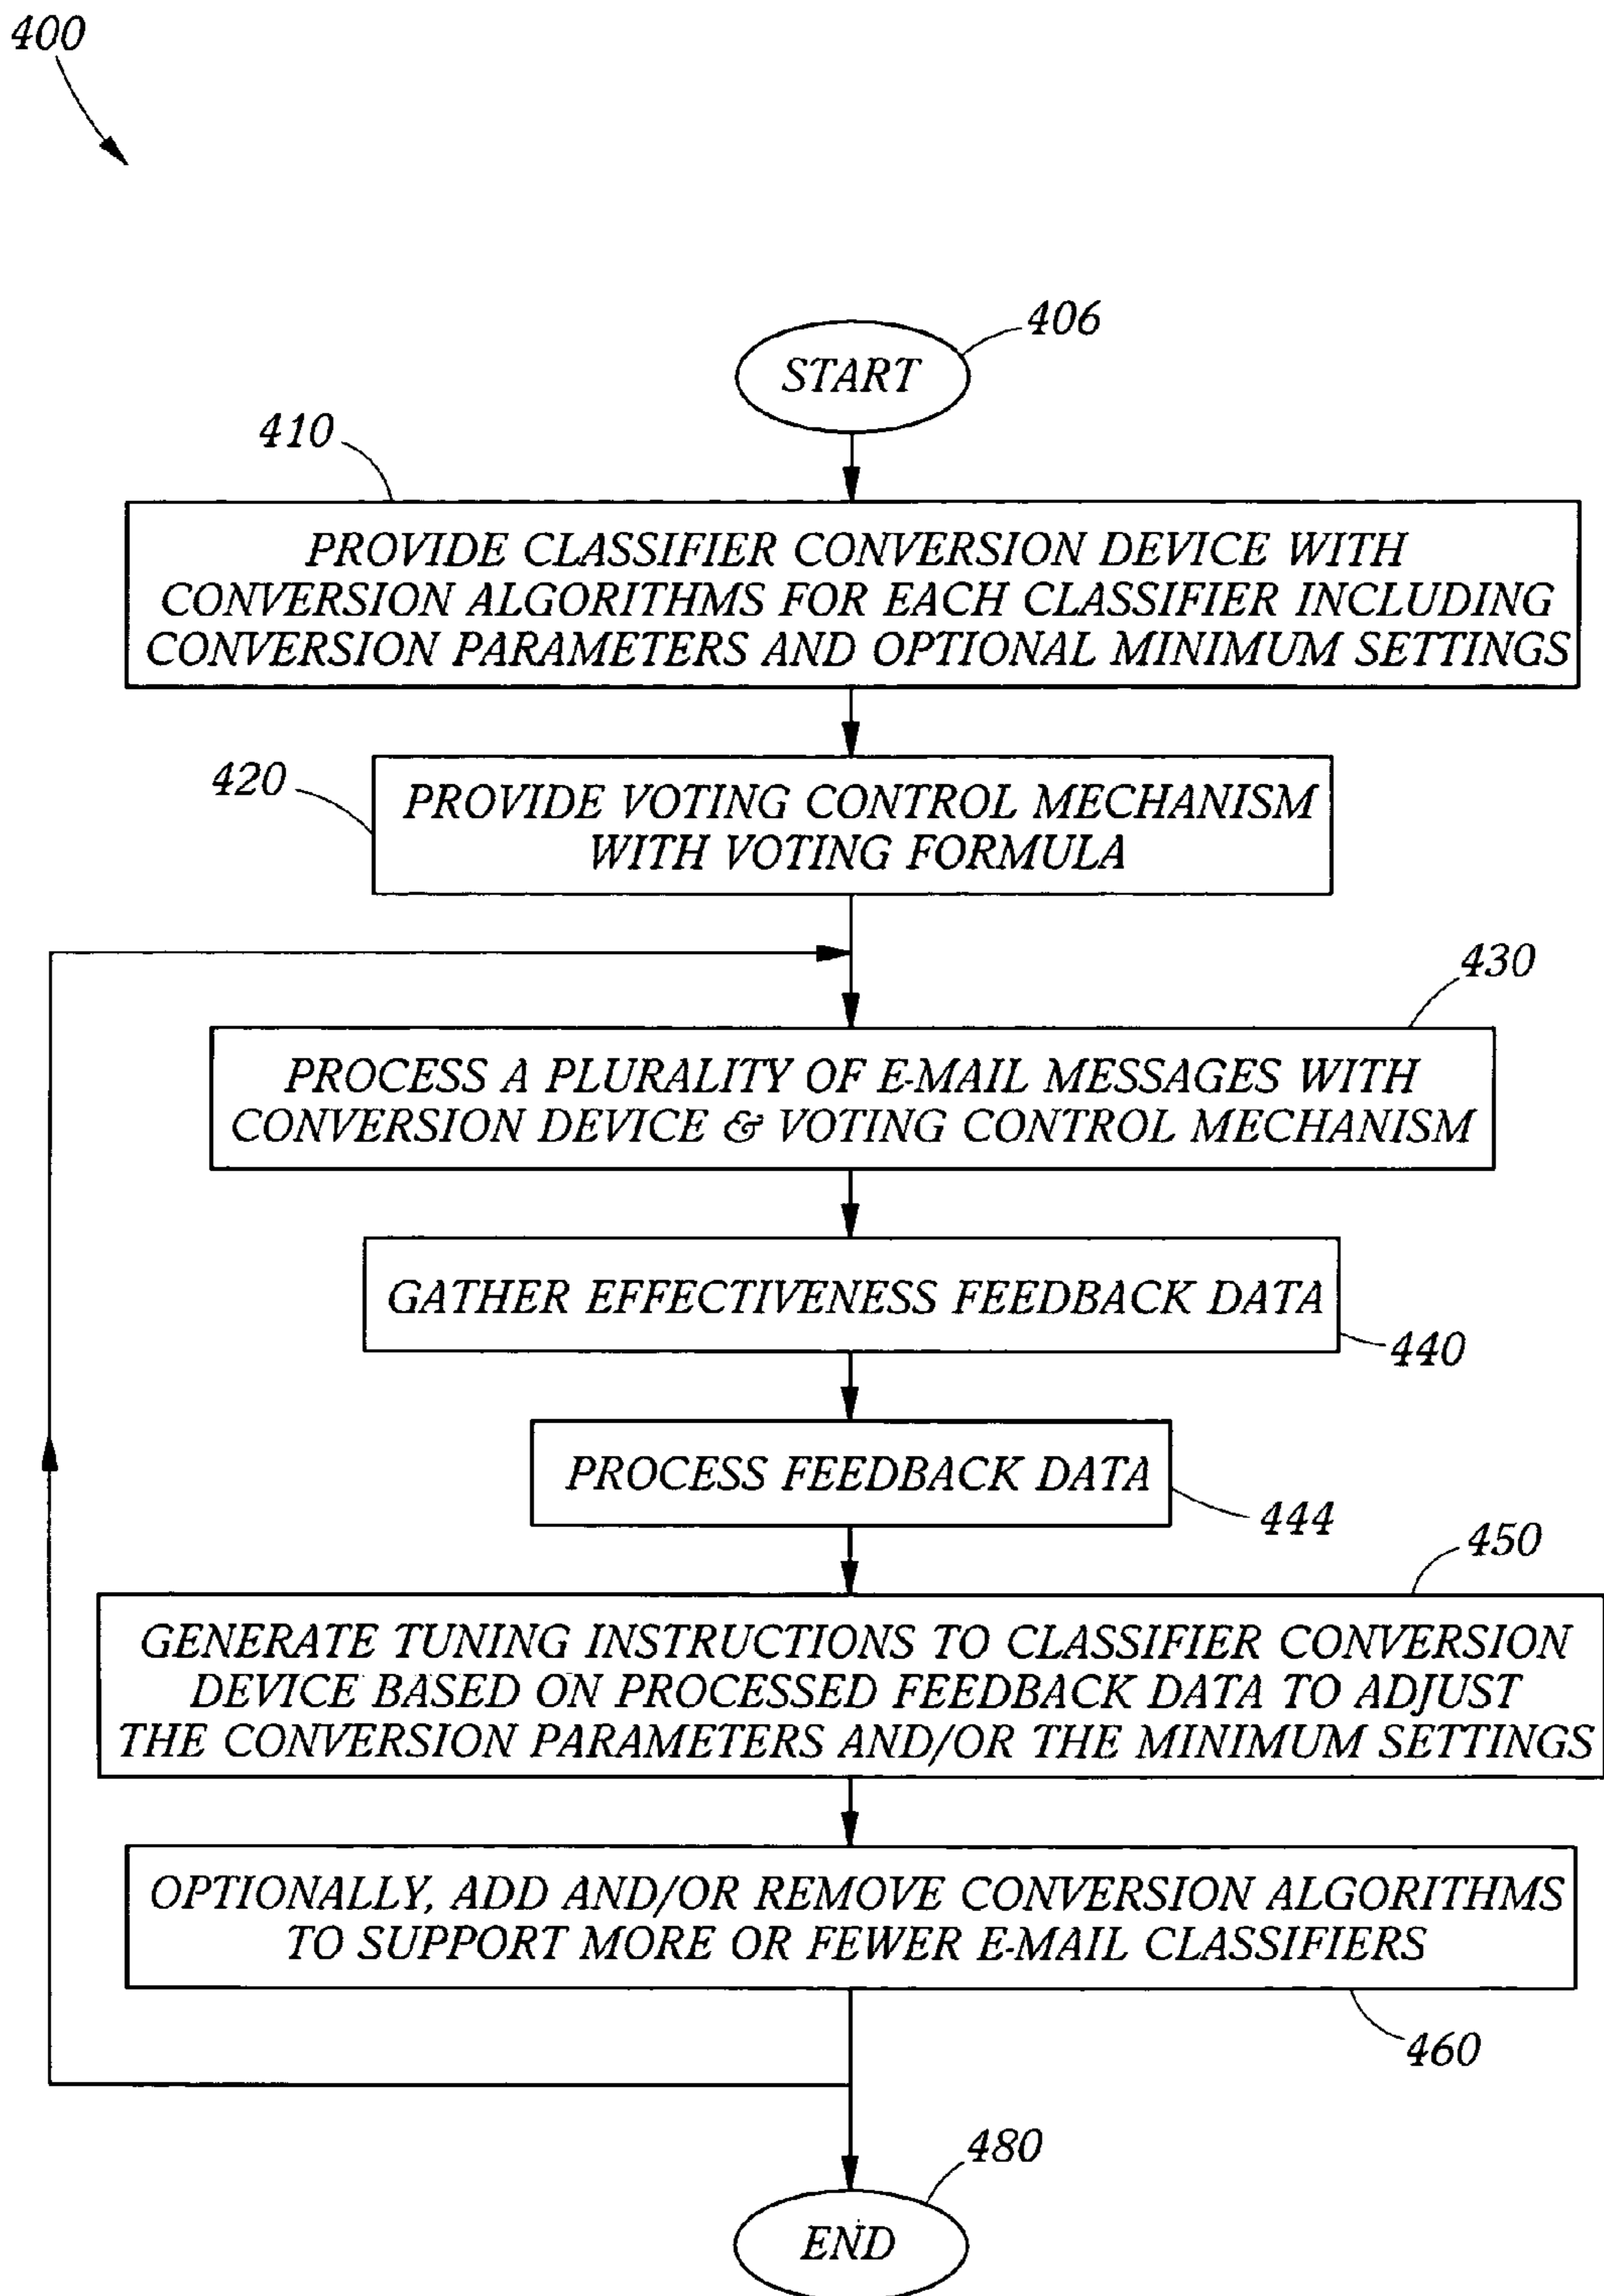 400
406
START
410
PROVIDE CLASSIFIER CONVERSION DEVICE WITH
CONVERSION ALGORITHMS FOR EACH CLASSIFIER INCLUDING
CONVERSION PARAMETERS AND OPTIONAL MINIMUM SETTINGS
420
PROVIDE VOTING CONTROL MECHANISM
WITH VOTING FORMULA
430
PROCESS A PLURALITY OF E-MAIL MESSAGES WITH
CONVERSION DEVICE & VOTING CONTROL MECHANISM
GATHER EFFECTIVENESS FEEDBACK DATA
440
PROCESS FEEDBACK DATA
444
450
GENERATE TUNING INSTRUCTIONS TO CLASSIFIER CONVERSION
DEVICE BASED ON PROCESSED FEEDBACK DATA TO ADJUST
THE CONVERSION PARAMETERS AND/OR THE MINIMUM SETTINGS
OPTIONALLY, ADD AND/OR REMOVE CONVERSION ALGORITHMS
TO SUPPORT MORE OR FEWER E-MAIL CLASSIFIERS
460
480
END